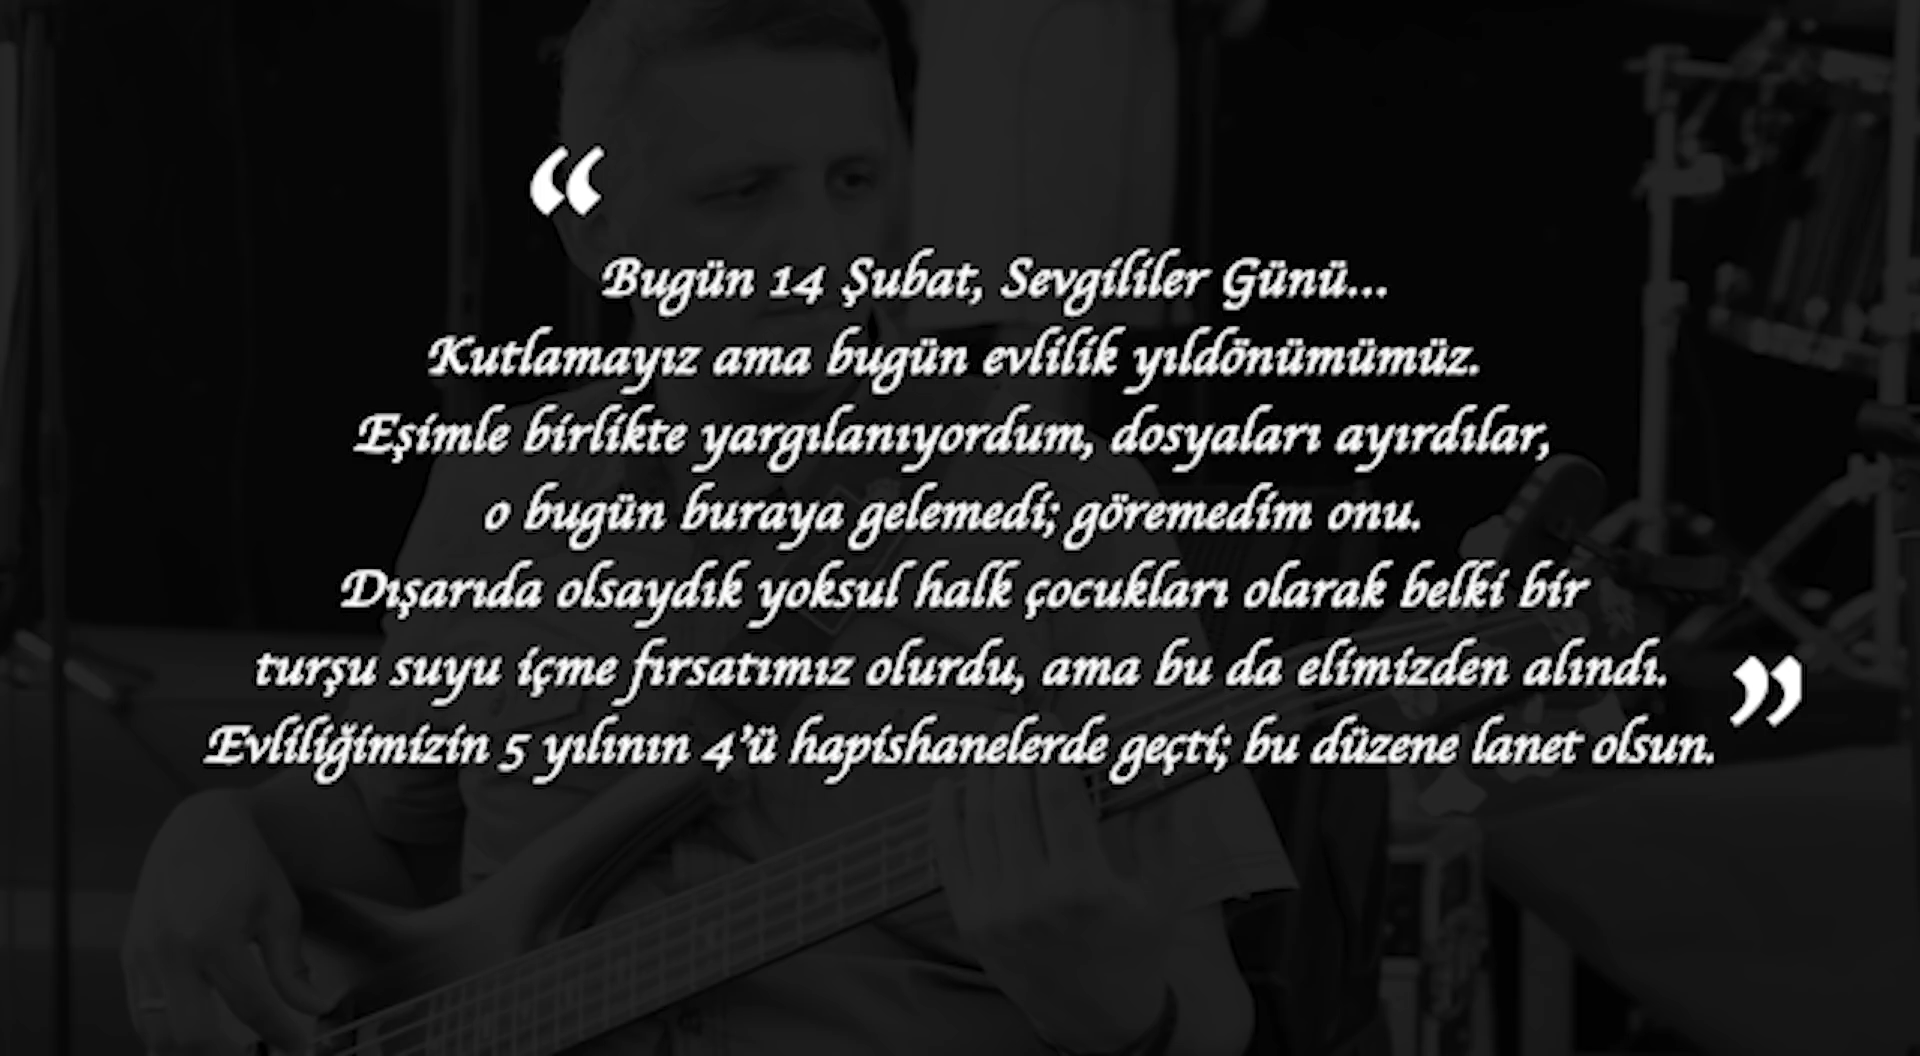 “
Bugün 14 Şubat, Sevgililer Günü...
Kutlamayız ama bugün evlilik yıldönümümüz.
Eşimle birlikte yargılanıyordum, dosyaları ayırdılar,
o bugün buraya gelemedi; göremedim onu.
Dışarıda olsaydık yoksul halk çocukları olarak belki bir
turşu suyu içme fırsatımız olurdu, ama bu da elimizden alındı.
Evliliğimizin 5 yılının 4’ü hapishanelerde geçti; bu düzene lanet olsun.
”